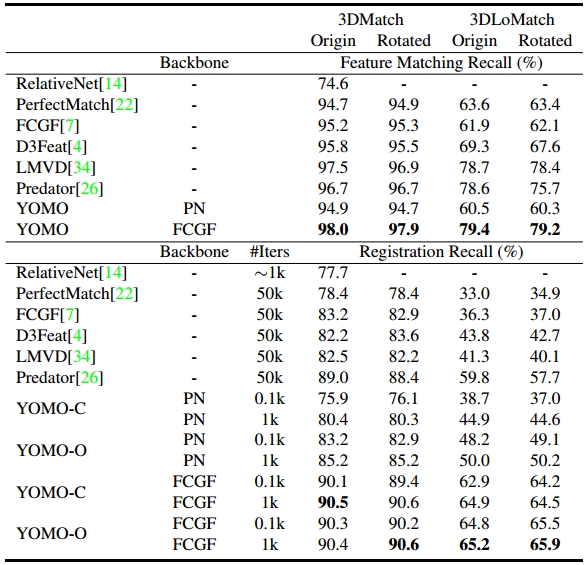 3DMatch 3DLoMatch
Origin Rotated Origin Rotated
Backbone Feature Matching Recall (%)
RelativeNet[14] - 74.6 - - -
PerfectMatch[22] - 94.7 94.9 63.6 63.4
FCGF[7] - 95.2 95.3 61.9 62.1
D3Feat[4] - 95.8 95.5 69.3 67.6
LMVD[34] - 97.5 96.9 78.7 78.4
Predator[26] - 96.7 96.7 78.6 75.7
YOMO PN 94.9 94.7 60.5 60.3
YOMO FCGF 98.0 97.9 79.4 79.2
Backbone #Iters Registration Recall (%)
RelativeNet[14] - ~1k 77.7 - - -
PerfectMatch[22] - 50k 78.4 78.4 33.0 34.9
FCGF[7] - 50k 83.2 82.9 36.3 37.0
D3Feat[4] - 50k 82.2 83.6 43.8 42.7
LMVD[34] - 50k 82.5 82.2 41.3 40.1
Predator[26] - 50k 89.0 88.4 59.8 57.7
YOMO-C PN 0.1k 75.9 76.1 38.7 37.0
PN 1k 80.4 80.3 44.9 44.6
YOMO-O PN 0.1k 83.2 82.9 48.2 49.1
PN 1k 85.2 85.2 50.0 50.2
YOMO-C FCGF 0.1k 90.1 89.4 62.9 64.2
FCGF 1k 90.5 90.6 64.9 64.5
YOMO-O FCGF 0.1k 90.3 90.2 64.8 65.5
FCGF 1k 90.4 90.6 65.2 65.9